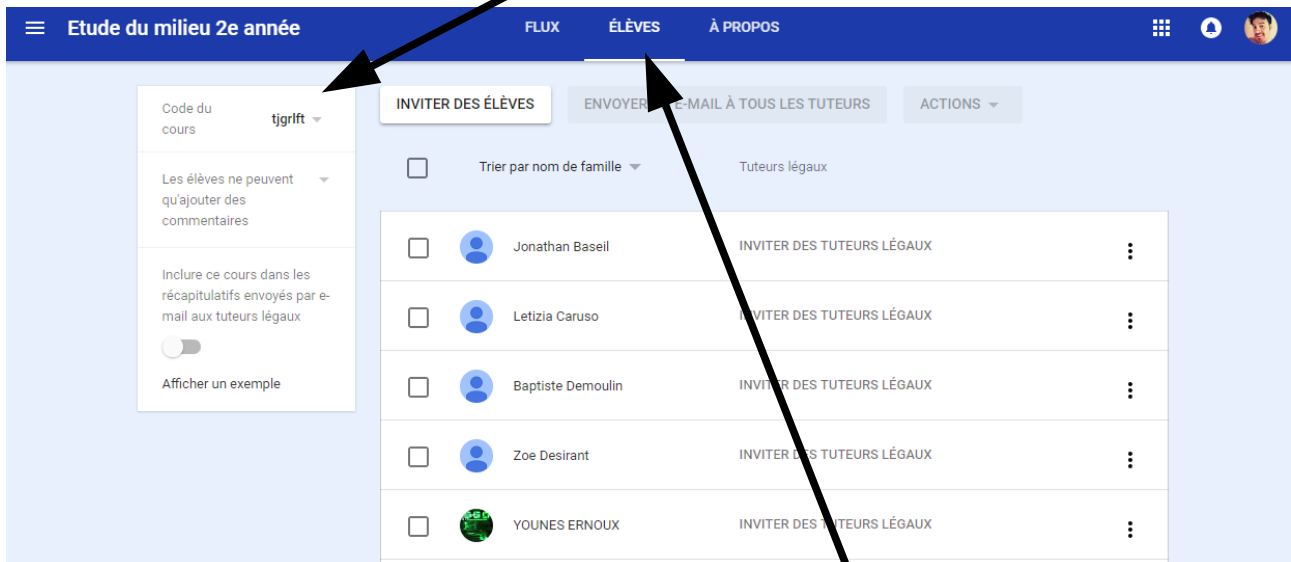 Etude du milieu 2e année
FLUX
ÉLÈVES
À PROPOS
Code du
cours
tjgrlft
INVITER DES ÉLÈVES
ENVOYER E-MAIL À TOUS LES TUTEURS
ACTIONS
Les élèves ne peuvent
qu'ajouter des
commentaires
Trier par nom de famille
Tuteurs légaux
Inclure ce cours dans les
récapitulatifs envoyés par e-
mail aux tuteurs légaux
Afficher un exemple
Jonathan Baseil
INVITER DES TUTEURS LÉGAUX
Letizia Caruso
INVITER DES TUTEURS LÉGAUX
Baptiste Demoulin
INVITER DES TUTEURS LÉGAUX
Zoe Desirant
INVITER DES TUTEURS LÉGAUX
YOUNES ERNOUX
INVITER DES TUTEURS LÉGAUX